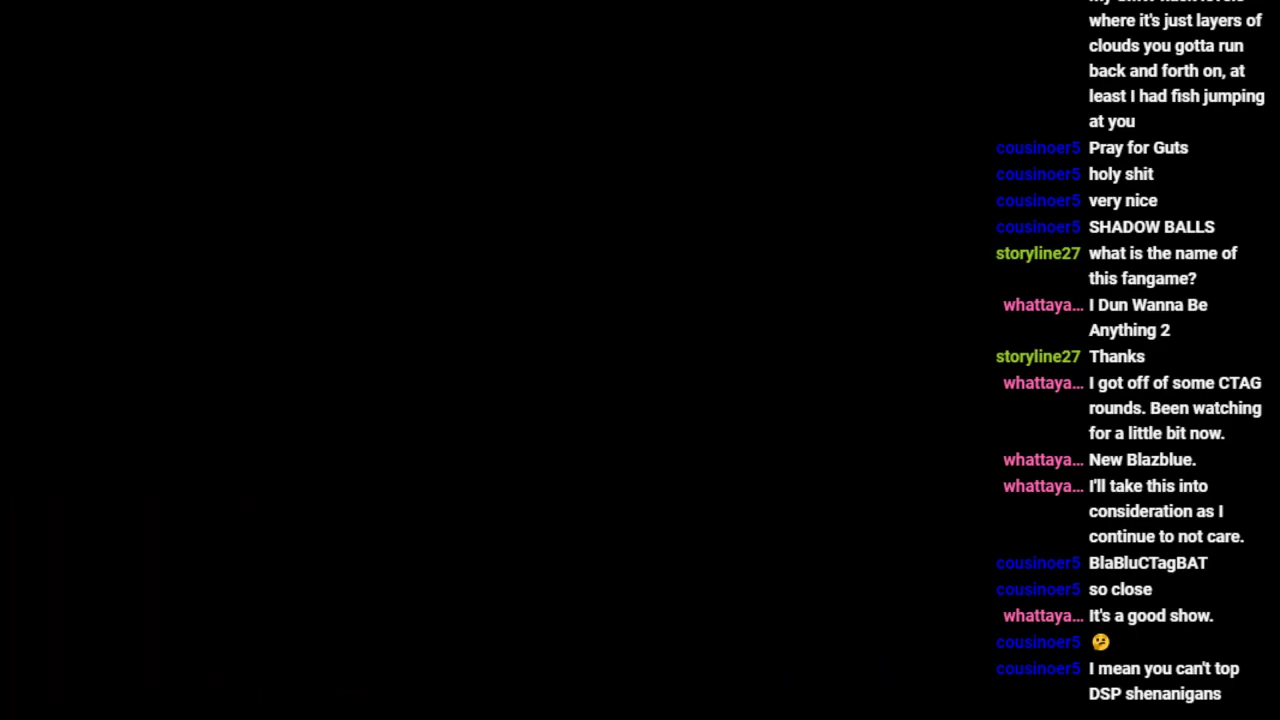 where it's just layers of
clouds you gotta run
back and forth on, at
least I had fish jumping
at you
cousinoer5 Pray for Guts
cousinoer5 holy shit
cousinoer5 very nice
cousinoer5 SHADOW BALLS
storyline27 what is the name of
this fangame?
whattaya... I Dun Wanna Be
Anything 2
storyline27 Thanks
whattaya... I got off of some CTAG
rounds. Been watching
for a little bit now.
whattaya... New Blazblue.
whattaya... I'll take this into
consideration as I
continue to not care.
cousinoer5 BlaBluCTagBAT
cousinoer5 so close
whattaya... It's a good show.
cousinoer5 🤔
cousinoer5 I mean you can't top
DSP shenanigans